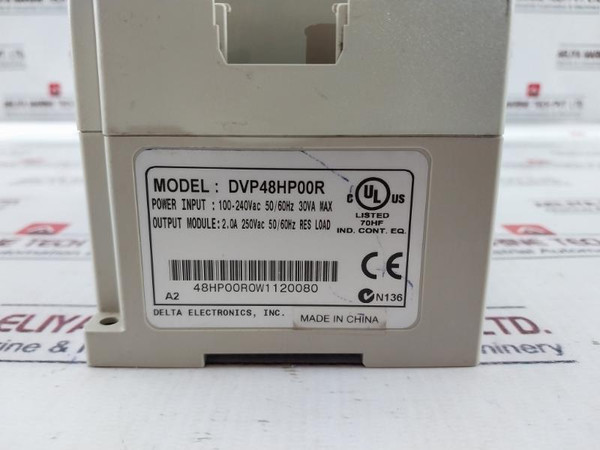 MODEL : DVP48HP00R
POWER INPUT : 100-240Vac 50/60Hz 30VA MAX
OUTPUT MODULE: 2.0A 250Vac 50/60Hz RES LOAD
C UL US
LISTED
70HF
IND. CONT. EQ.
CE
N136
48HP00R0W1120080
A2
DELTA ELECTRONICS, INC.
MADE IN CHINA
LTD.